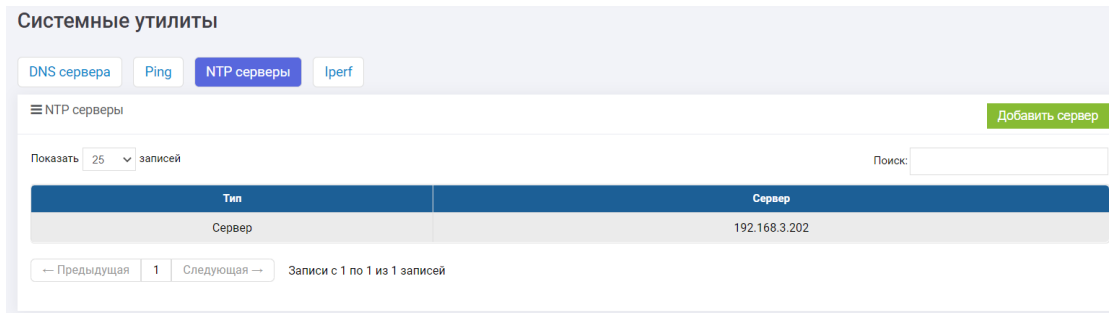 Системные утилиты
DNS сервера Ping NTP серверы Iperf
NTP серверы
Добавить сервер
Показать 25 записей Поиск:
Тип Сервер
Сервер 192.168.3.202
← Предыдущая 1 Следующая → Записи с 1 по 1 из 1 записей